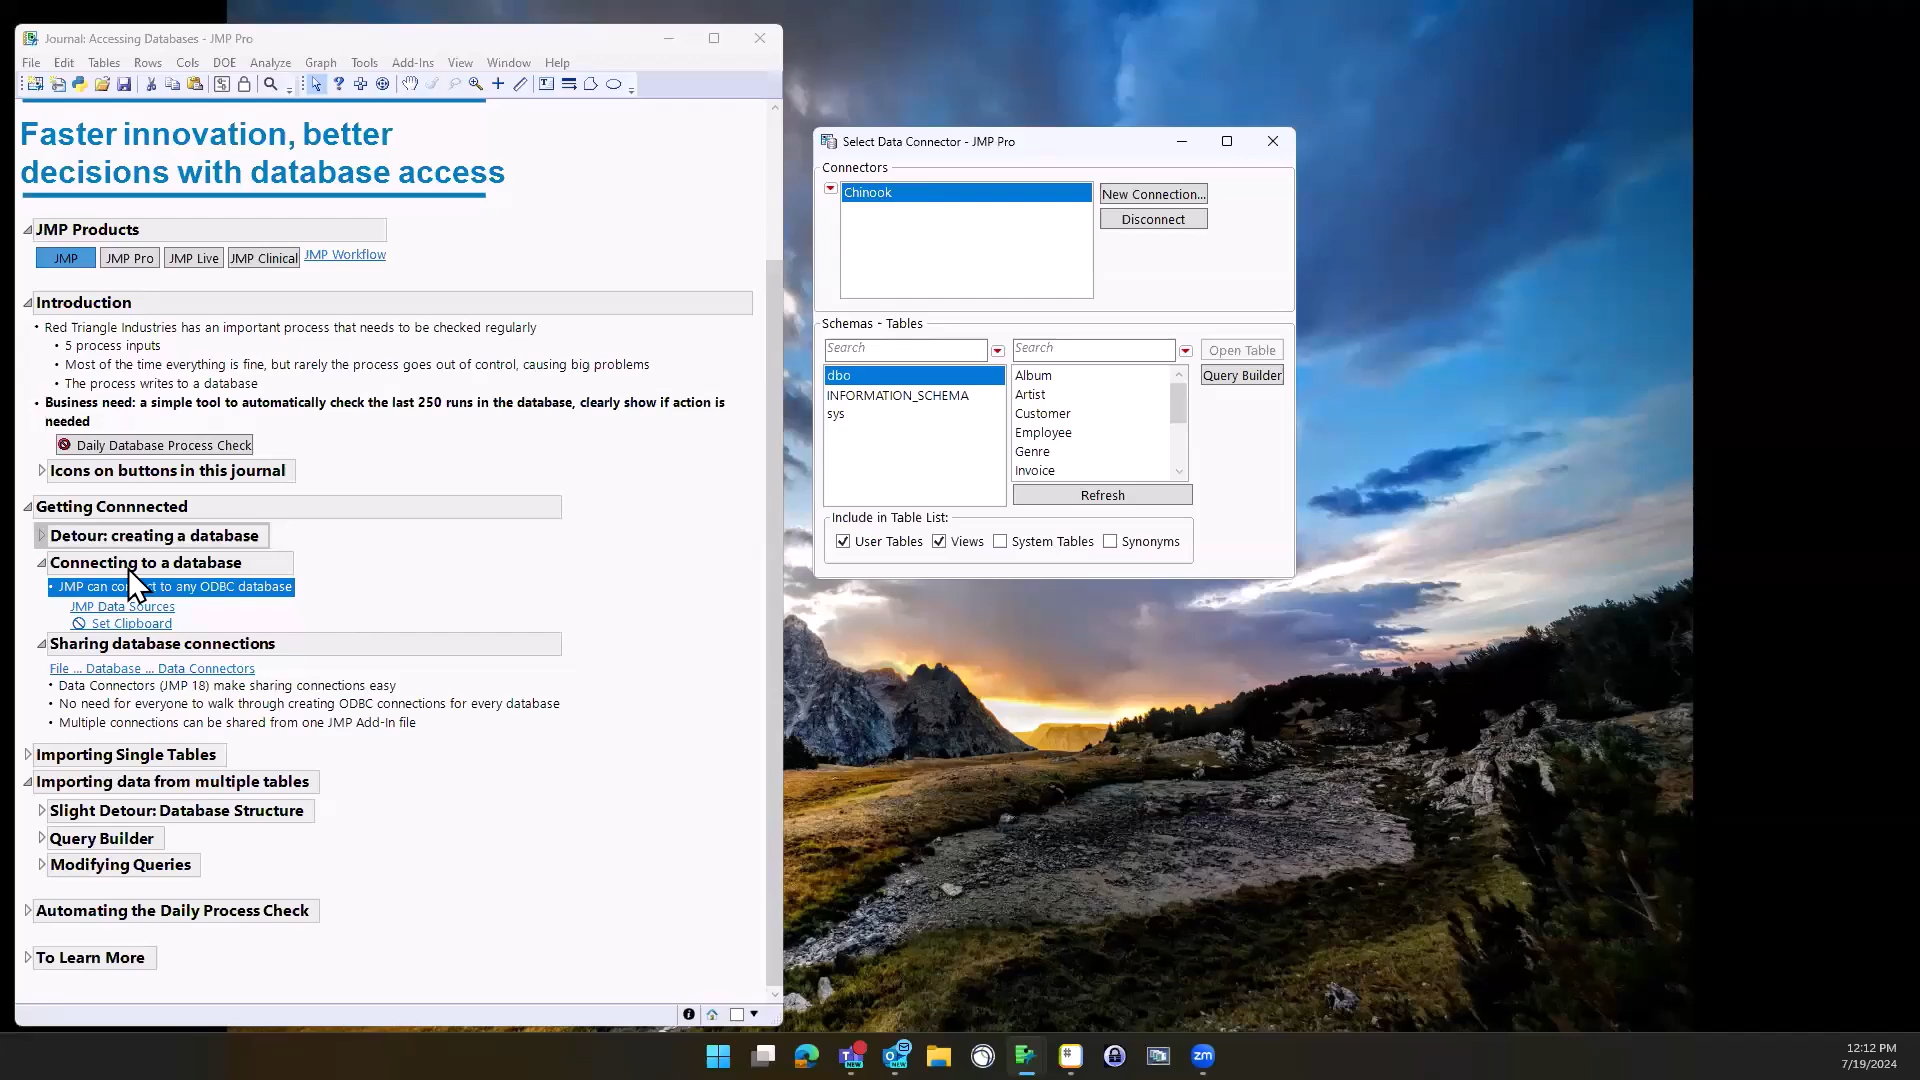 Journal: Accessing Databases - JMP Pro
File Edit Tables Rows Cols DOE Analyze Graph Tools Add-Ins View Window Help
Faster innovation, better
decisions with database access
JMP Products
JMP JMP Pro JMP Live JMP Clinical JMP Workflow
Introduction
• Red Triangle Industries has an important process that needs to be checked regularly
• 5 process inputs
• Most of the time everything is fine, but rarely the process goes out of control, causing big problems
• The process writes to a database
• Business need: a simple tool to automatically check the last 250 runs in the database, clearly show if action is
needed
Daily Database Process Check
Icons on buttons in this journal
Getting Connnected
Detour: creating a database
Connecting to a database
• JMP can connect to any ODBC database
JMP Data Sources
Set Clipboard
Sharing database connections
File ... Database ... Data Connectors
• Data Connectors (JMP 18) make sharing connections easy
• No need for everyone to walk through creating ODBC connections for every database
• Multiple connections can be shared from one JMP Add-In file
Importing Single Tables
Importing data from multiple tables
Slight Detour: Database Structure
Query Builder
Modifying Queries
Automating the Daily Process Check
To Learn More
Select Data Connector - JMP Pro
Connectors
Chinook
New Connection...
Disconnect
Schemas - Tables
Search Search Open Table
dbo
INFORMATION_SCHEMA
sys
Album
Artist
Customer
Employee
Genre
Invoice
Query Builder
Refresh
Include in Table List:
User Tables Views System Tables Synonyms
NEW NEW zm
12:12 PM
7/19/2024